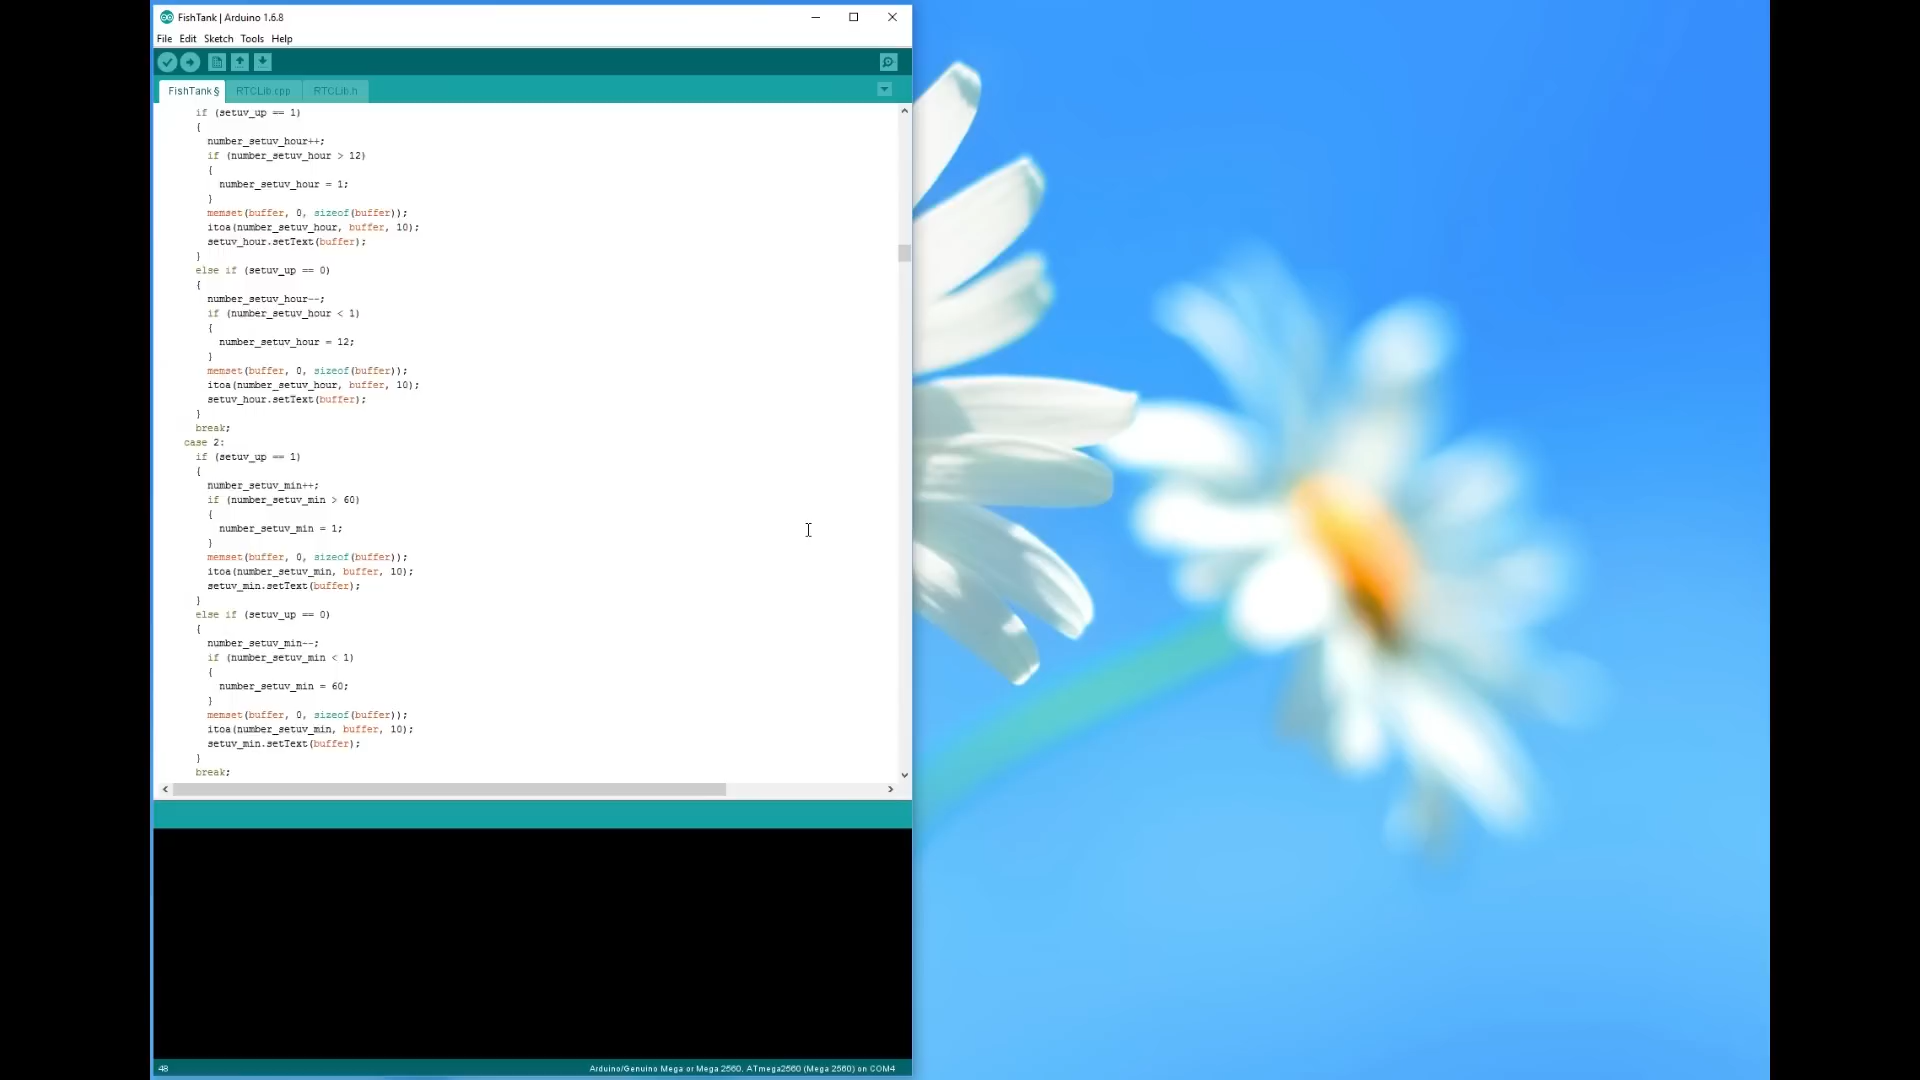 FishTank | Arduino 1.6.8
File Edit Sketch Tools Help
FishTank § RTCLib.cpp RTCLib.h
if (setuv_up == 1)
{
number_setuv_hour++;
if (number_setuv_hour > 12)
{
number_setuv_hour = 1;
}
memset(buffer, 0, sizeof(buffer));
itoa(number_setuv_hour, buffer, 10);
setuv_hour.setText(buffer);
}
else if (setuv_up == 0)
{
number_setuv_hour--;
if (number_setuv_hour < 1)
{
number_setuv_hour = 12;
}
memset(buffer, 0, sizeof(buffer));
itoa(number_setuv_hour, buffer, 10);
setuv_hour.setText(buffer);
}
break;
case 2:
if (setuv_up == 1)
{
number_setuv_min++;
if (number_setuv_min > 60)
{
number_setuv_min = 1;
}
memset(buffer, 0, sizeof(buffer));
itoa(number_setuv_min, buffer, 10);
setuv_min.setText(buffer);
}
else if (setuv_up == 0)
{
number_setuv_min--;
if (number_setuv_min < 1)
{
number_setuv_min = 60;
}
memset(buffer, 0, sizeof(buffer));
itoa(number_setuv_min, buffer, 10);
setuv_min.setText(buffer);
}
break;
48 Arduino/Genuino Mega or Mega 2560, ATmega2560 (Mega 2560) on COM4